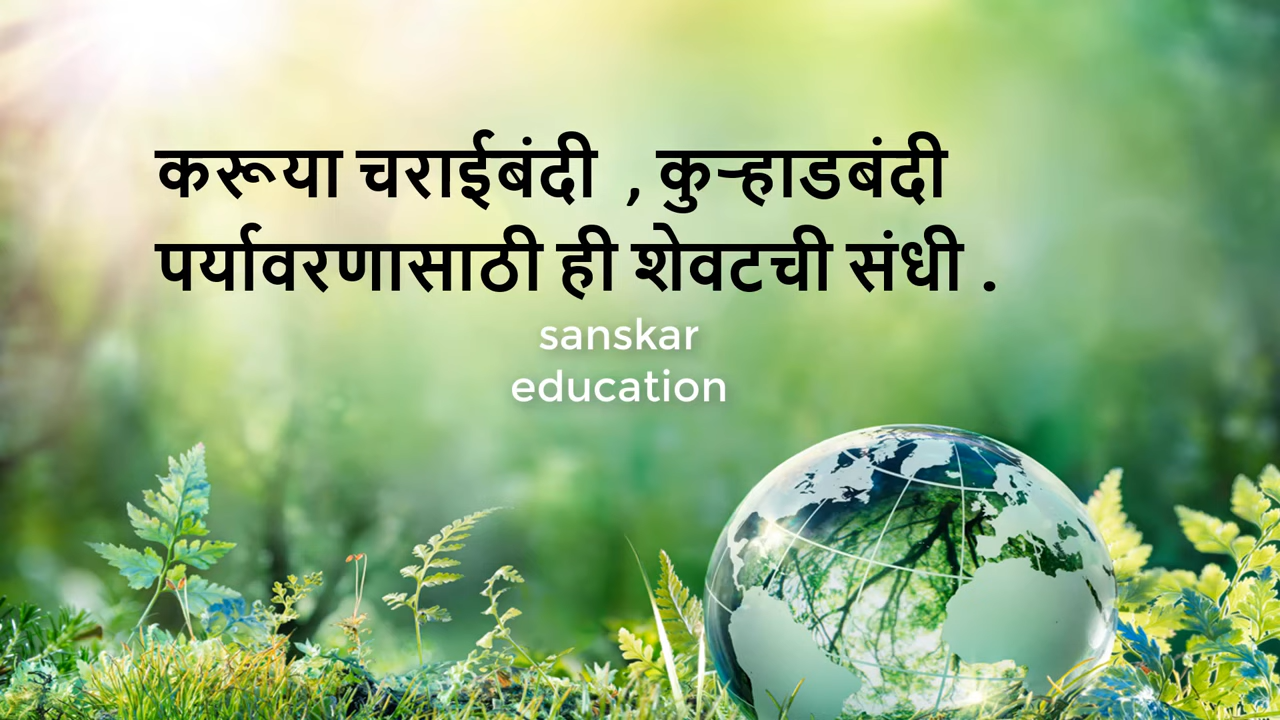 करूया चराईबंदी , कुऱ्हाडबंदी
पर्यावरणासाठी ही शेवटची संधी .
sanskar
education